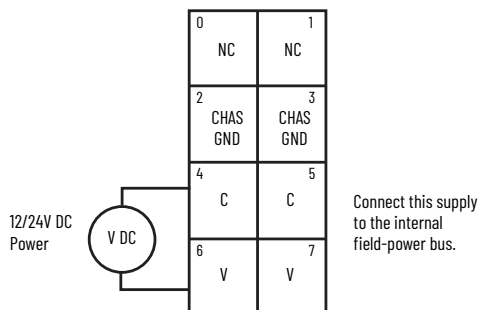 0 1
NC NC
2 3
CHAS CHAS
GND GND
4 5
C C
12/24V DC
Power
V DC
Connect this supply
to the internal
field-power bus.
6 7
V V